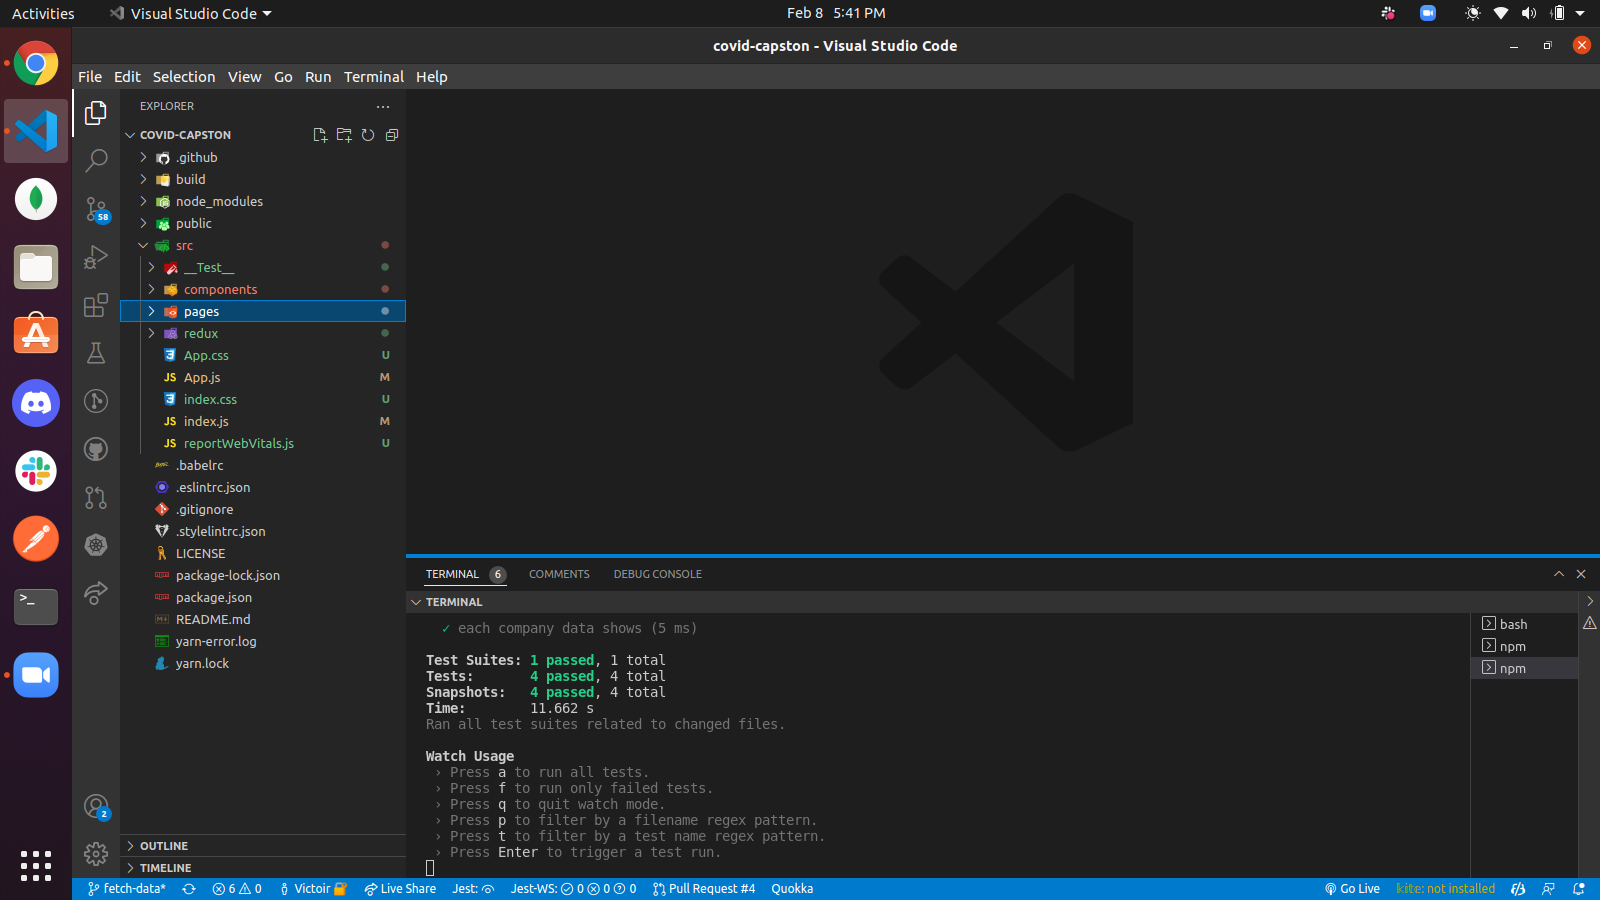 Activities
Visual Studio Code
Feb 8 5:41 PM
covid-capston - Visual Studio Code
File Edit Selection View Go Run Terminal Help
EXPLORER
COVID-CAPSTON
.github
build
node_modules
public
src
__Test__
components
pages
redux
App.css U
JS App.js M
index.css U
JS index.js M
JS reportWebVitals.js U
.babelrc
.eslintrc.json
.gitignore
.stylelintrc.json
LICENSE
package-lock.json
package.json
README.md
yarn-error.log
yarn.lock
OUTLINE
TIMELINE
58
2
TERMINAL 6 COMMENTS DEBUG CONSOLE
TERMINAL
✓ each company data shows (5 ms)
Test Suites: 1 passed, 1 total
Tests: 4 passed, 4 total
Snapshots: 4 passed, 4 total
Time: 11.662 s
Ran all test suites related to changed files.
Watch Usage
› Press a to run all tests.
› Press f to run only failed tests.
› Press q to quit watch mode.
› Press p to filter by a filename regex pattern.
› Press t to filter by a test name regex pattern.
› Press Enter to trigger a test run.
bash
npm
npm
fetch-data* 6 0 Victoir Live Share Jest: Jest-WS: 0 0 0 Pull Request #4 Quokka Go Live kite: not installed